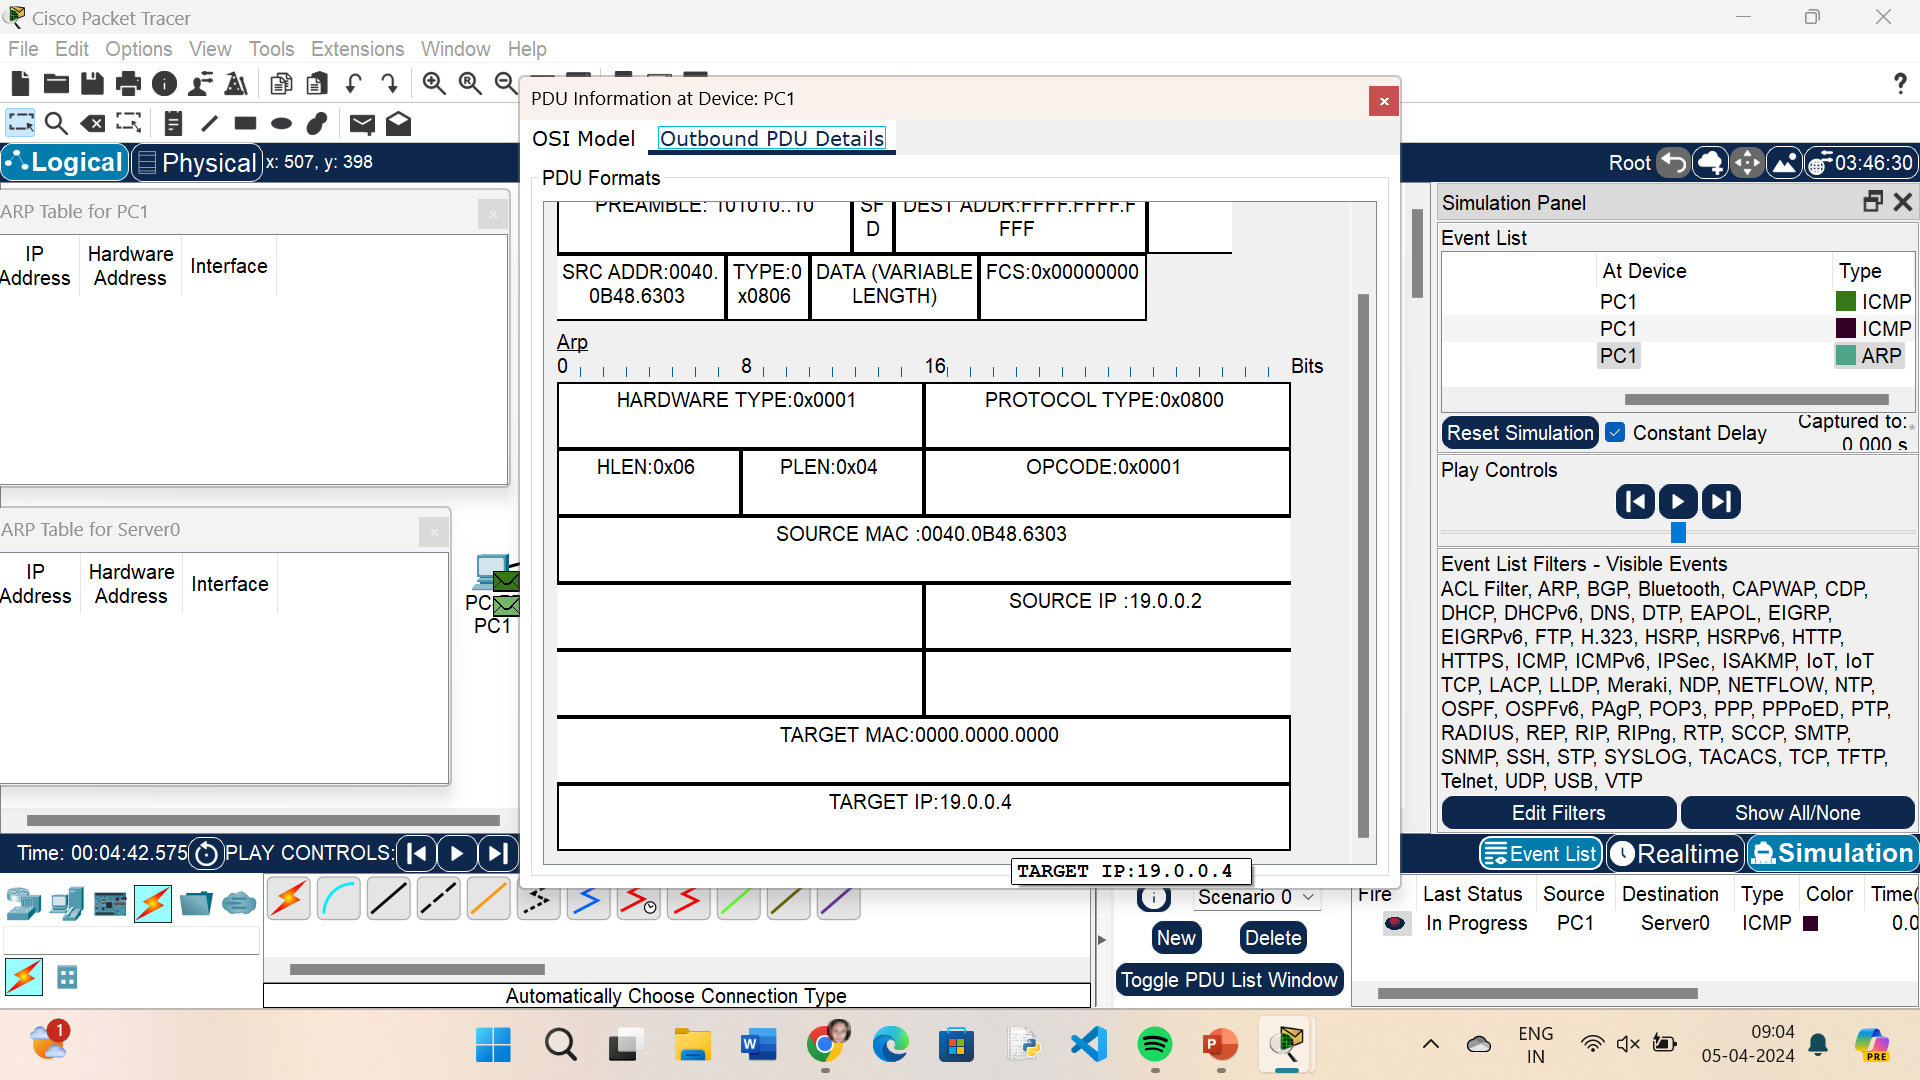 Cisco Packet Tracer
File Edit Options View Tools Extensions Window Help
Logical
Physical
x: 507, y: 398
Root
03:46:30
ARP Table for PC1
IP Address
Hardware Address
Interface
ARP Table for Server0
IP Address
Hardware Address
Interface
PC1
PDU Information at Device: PC1
OSI Model
Outbound PDU Details
PDU Formats
PREAMBLE: 101010..10
SF
D
DEST ADDR:FFFF.FFFF.F
FFF
SRC ADDR:0040.
0B48.6303
TYPE:0
x0806
DATA (VARIABLE
LENGTH)
FCS:0x00000000
Arp
0 8 16 Bits
HARDWARE TYPE:0x0001
PROTOCOL TYPE:0x0800
HLEN:0x06
PLEN:0x04
OPCODE:0x0001
SOURCE MAC :0040.0B48.6303
SOURCE IP :19.0.0.2
TARGET MAC:0000.0000.0000
TARGET IP:19.0.0.4
TARGET IP:19.0.0.4
Simulation Panel
Event List
At Device Type
PC1 ICMP
PC1 ICMP
PC1 ARP
Reset Simulation
Constant Delay
Captured to:
0.000 s
Play Controls
Event List Filters - Visible Events
ACL Filter, ARP, BGP, Bluetooth, CAPWAP, CDP,
DHCP, DHCPv6, DNS, DTP, EAPOL, EIGRP,
EIGRPv6, FTP, H.323, HSRP, HSRPv6, HTTP,
HTTPS, ICMP, ICMPv6, IPSec, ISAKMP, IoT, IoT
TCP, LACP, LLDP, Meraki, NDP, NETFLOW, NTP,
OSPF, OSPFv6, PAgP, POP3, PPP, PPPoED, PTP,
RADIUS, REP, RIP, RIPng, RTP, SCCP, SMTP,
SNMP, SSH, STP, SYSLOG, TACACS, TCP, TFTP,
Telnet, UDP, USB, VTP
Edit Filters
Show All/None
Time: 00:04:42.575
PLAY CONTROLS:
Event List
Realtime
Simulation
Scenario 0
New
Delete
Toggle PDU List Window
Fire Last Status Source Destination Type Color Time(
In Progress PC1 Server0 ICMP 0.0
Automatically Choose Connection Type
1
ENG
IN
09:04
05-04-2024
PRE